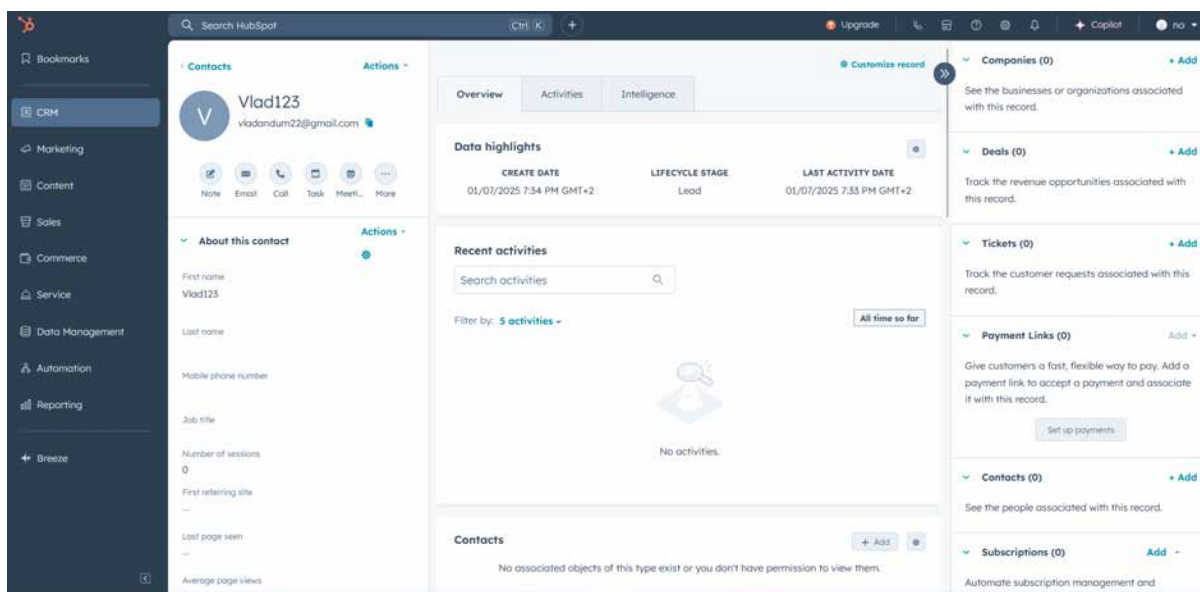 Search HubSpot
Ctrl K
Upgrade
Copilot
no
Bookmarks
CRM
Marketing
Content
Sales
Commerce
Service
Data Management
Automation
Reporting
Breeze
Contacts
Actions
V
Vlad123
vladandum22@gmail.com
Note
Email
Call
Task
Meeti...
More
About this contact
Actions
First name
Vlad123
Last name
Mobile phone number
Job title
Number of sessions
0
First referring site
--
Last page seen
--
Average page views
Customize record
Overview
Activities
Intelligence
Data highlights
CREATE DATE
01/07/2025 7:34 PM GMT+2
LIFECYCLE STAGE
Lead
LAST ACTIVITY DATE
01/07/2025 7:33 PM GMT+2
Recent activities
Search activities
Filter by: 5 activities
All time so far
No activities.
Contacts
+ Add
No associated objects of this type exist or you don't have permission to view them.
Companies (0)
+ Add
See the businesses or organizations associated
with this record.
Deals (0)
+ Add
Track the revenue opportunities associated with
this record.
Tickets (0)
+ Add
Track the customer requests associated with this
record.
Payment Links (0)
Add
Give customers a fast, flexible way to pay. Add a
payment link to accept a payment and associate
it with this record.
Set up payments
Contacts (0)
+ Add
See the people associated with this record.
Subscriptions (0)
Add
Automate subscription management and